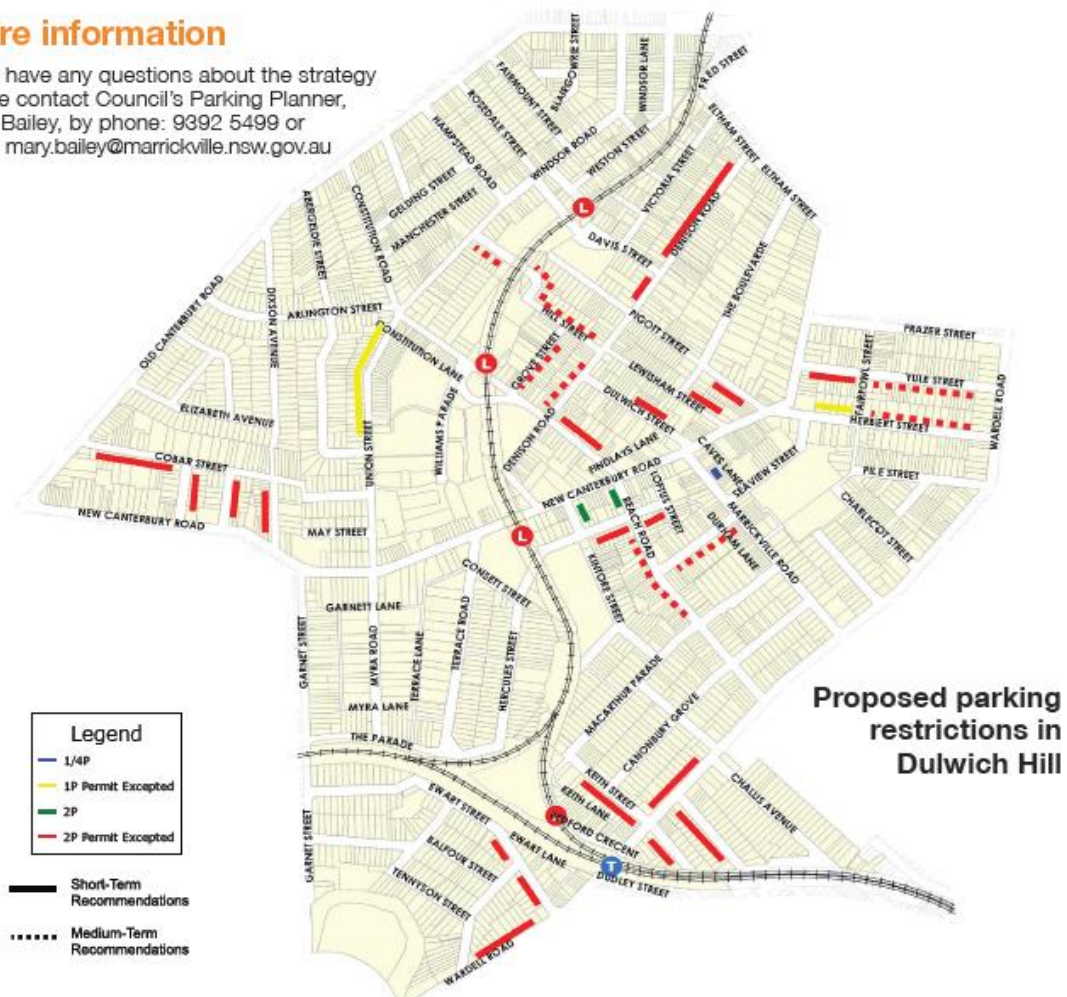 re information
have any questions about the strategy
e contact Council's Parking Planner,
Bailey, by phone: 9392 5499 or
mary.bailey@marrickville.nsw.gov.au
BLAIRGOWRIE STREET
WINDSOR LANE
FRED STREET
FAIRMOUNT STREET
ROSEDALE STREET
HAMPSTEAD ROAD
WINDSOR ROAD
WESTON STREET
ELTHAM STREET
ELTHAM STREET
VICTORIA STREET
GELDING STREET
MANCHESTER STREET
CONSTITUTION ROAD
ABERGELDIE STREET
L
DAVIS STREET
DENISON ROAD
THE BOULEVARDE
OLD CANTERBURY ROAD
DIXSON AVENUE
ARLINGTON STREET
CONSTITUTION LANE
HILL STREET
PIGOTT STREET
FRAZER STREET
L
GROVE STREET
LEWISHAM STREET
FAIRFOWL STREET
YULE STREET
WARDELL ROAD
ELIZABETH AVENUE
WILLIAMS PARADE
DULWICH STREET
HERBERT STREET
UNION STREET
DENISON ROAD
FINDLAYS LANE
CAVES LANE
SEAVIEW STREET
COBAR STREET
PILE STREET
NEW CANTERBURY ROAD
NEW CANTERBURY ROAD
LOFTUS STREET
MARRICKVILLE ROAD
CHARLECOT STREET
MAY STREET
L
BEACH ROAD
DURHAM LANE
CONSETT STREET
KINTORE STREET
GARNETT LANE
GARNET STREET
MYRA ROAD
TERRACE LANE
TERRACE ROAD
HERCULES STREET
MACARTHUR PARADE
MYRA LANE
CANONBURY GROVE
THE PARADE
Proposed parking
restrictions in
Dulwich Hill
Legend
1/4P
1P Permit Excepted
2P
2P Permit Excepted
Short-Term
Recommendations
Medium-Term
Recommendations
KEITH STREET
KEITH LANE
CHALLIS AVENUE
EWART STREET
BEDFORD CRESCENT
EWART LANE
GARNET STREET
BALFOUR STREET
T
DUDLEY STREET
TENNYSON STREET
WARDELL ROAD